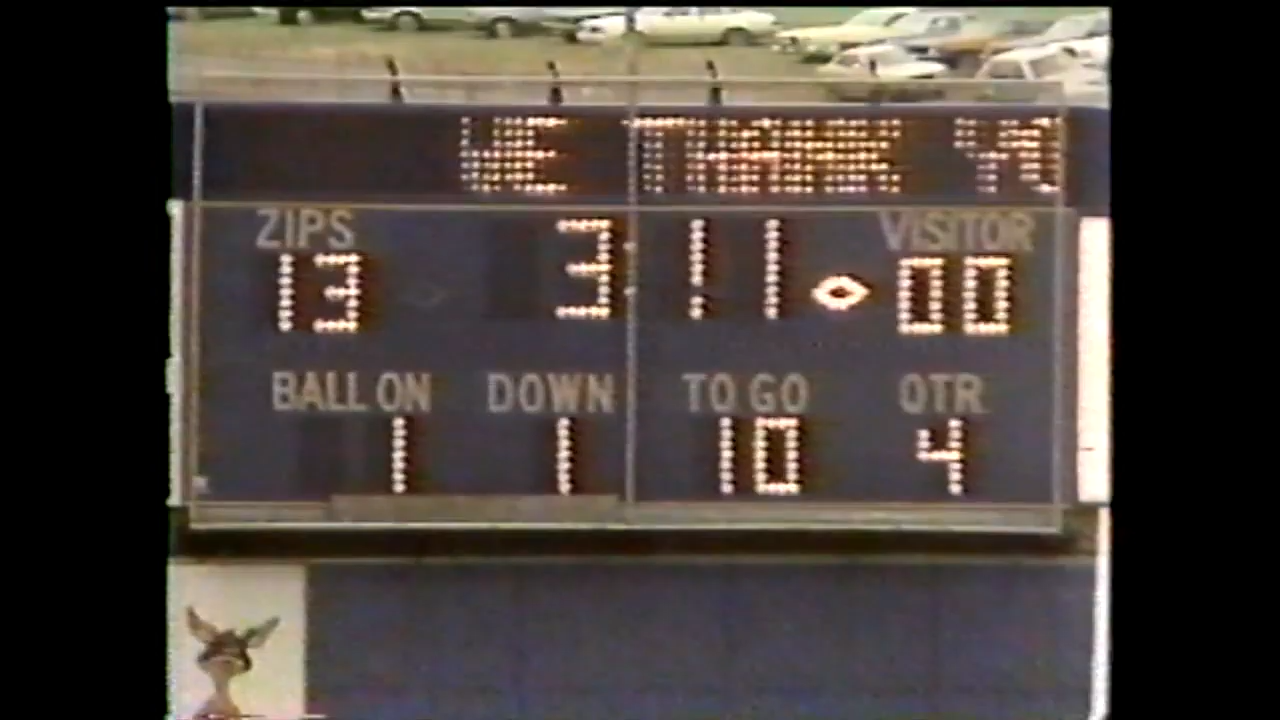 WE THANK YO
ZIPS 3 11 VISITOR
13 00
BALL ON DOWN TO GO QTR
1 1 10 4